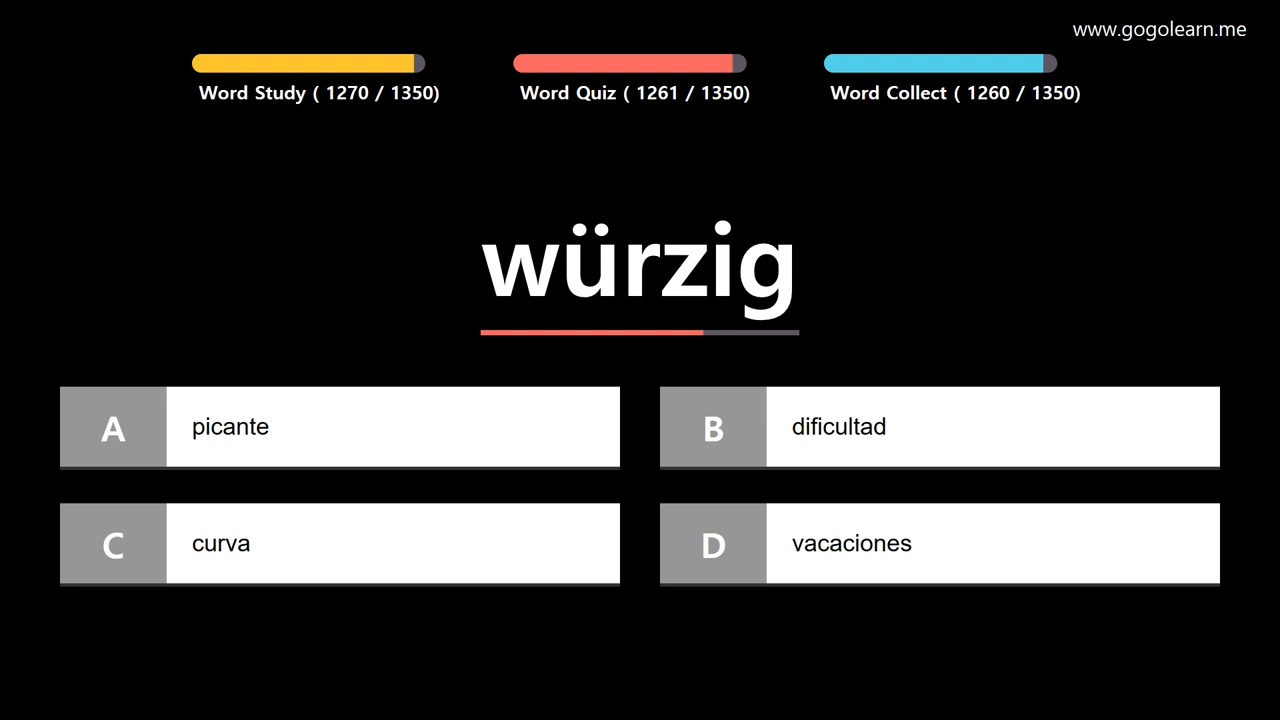 www.gogolearn.me
Word Study ( 1270 / 1350)
Word Quiz ( 1261 / 1350)
Word Collect ( 1260 / 1350)
würzig
A picante
B dificultad
C curva
D vacaciones